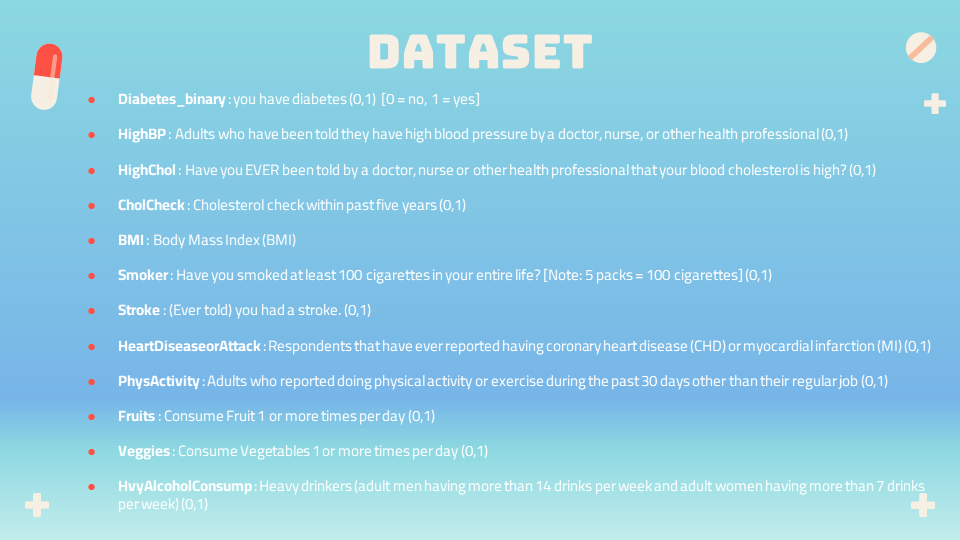 DATASET
Diabetes_binary : you have diabetes (0,1) [0 = no, 1 = yes]
HighBP : Adults who have been told they have high blood pressure by a doctor, nurse, or other health professional (0,1)
HighChol : Have you EVER been told by a doctor, nurse or other health professional that your blood cholesterol is high? (0,1)
CholCheck : Cholesterol check within past five years (0,1)
BMI : Body Mass Index (BMI)
Smoker : Have you smoked at least 100 cigarettes in your entire life? [Note: 5 packs = 100 cigarettes] (0,1)
Stroke : (Ever told) you had a stroke. (0,1)
HeartDiseaseorAttack : Respondents that have ever reported having coronary heart disease (CHD) or myocardial infarction (MI) (0,1)
PhysActivity : Adults who reported doing physical activity or exercise during the past 30 days other than their regular job (0,1)
Fruits : Consume Fruit 1 or more times per day (0,1)
Veggies : Consume Vegetables 1 or more times per day (0,1)
HvyAlcoholConsump : Heavy drinkers (adult men having more than 14 drinks per week and adult women having more than 7 drinks
per week) (0,1)